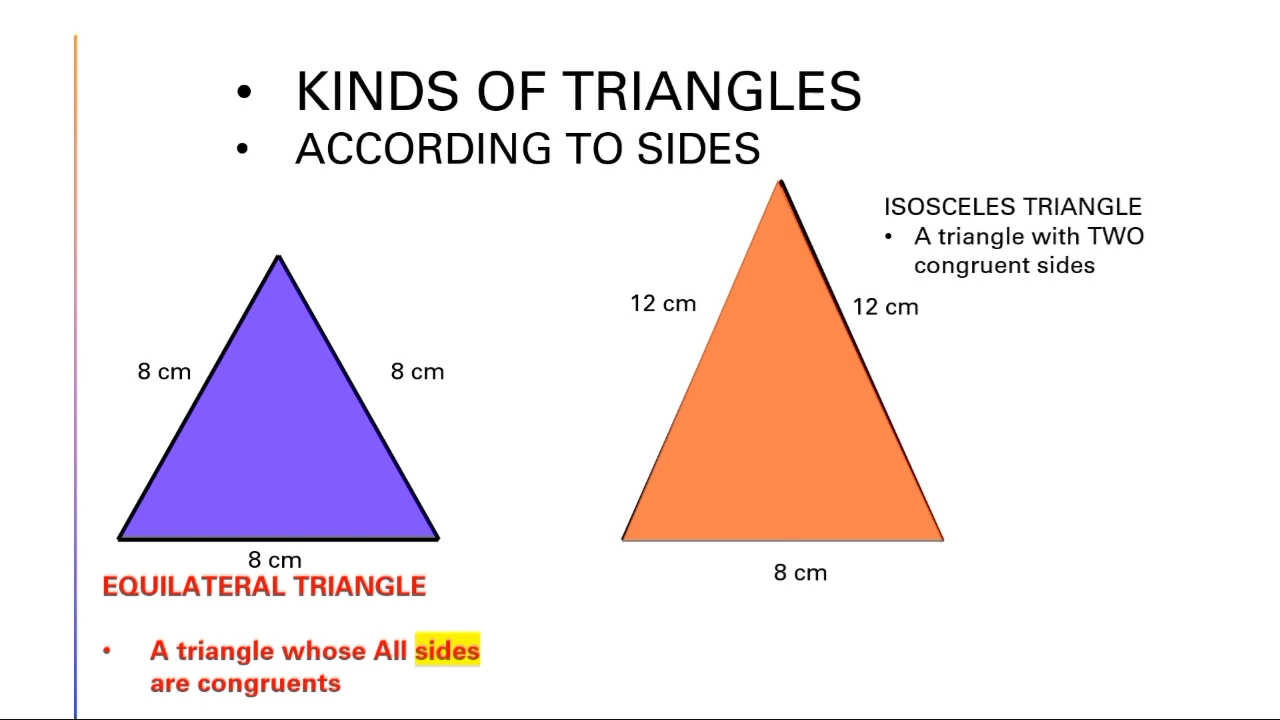 • KINDS OF TRIANGLES
• ACCORDING TO SIDES
ISOSCELES TRIANGLE
• A triangle with TWO
congruent sides
12 cm
12 cm
8 cm
8 cm
8 cm
8 cm
EQUILATERAL TRIANGLE
• A triangle whose All sides
are congruents